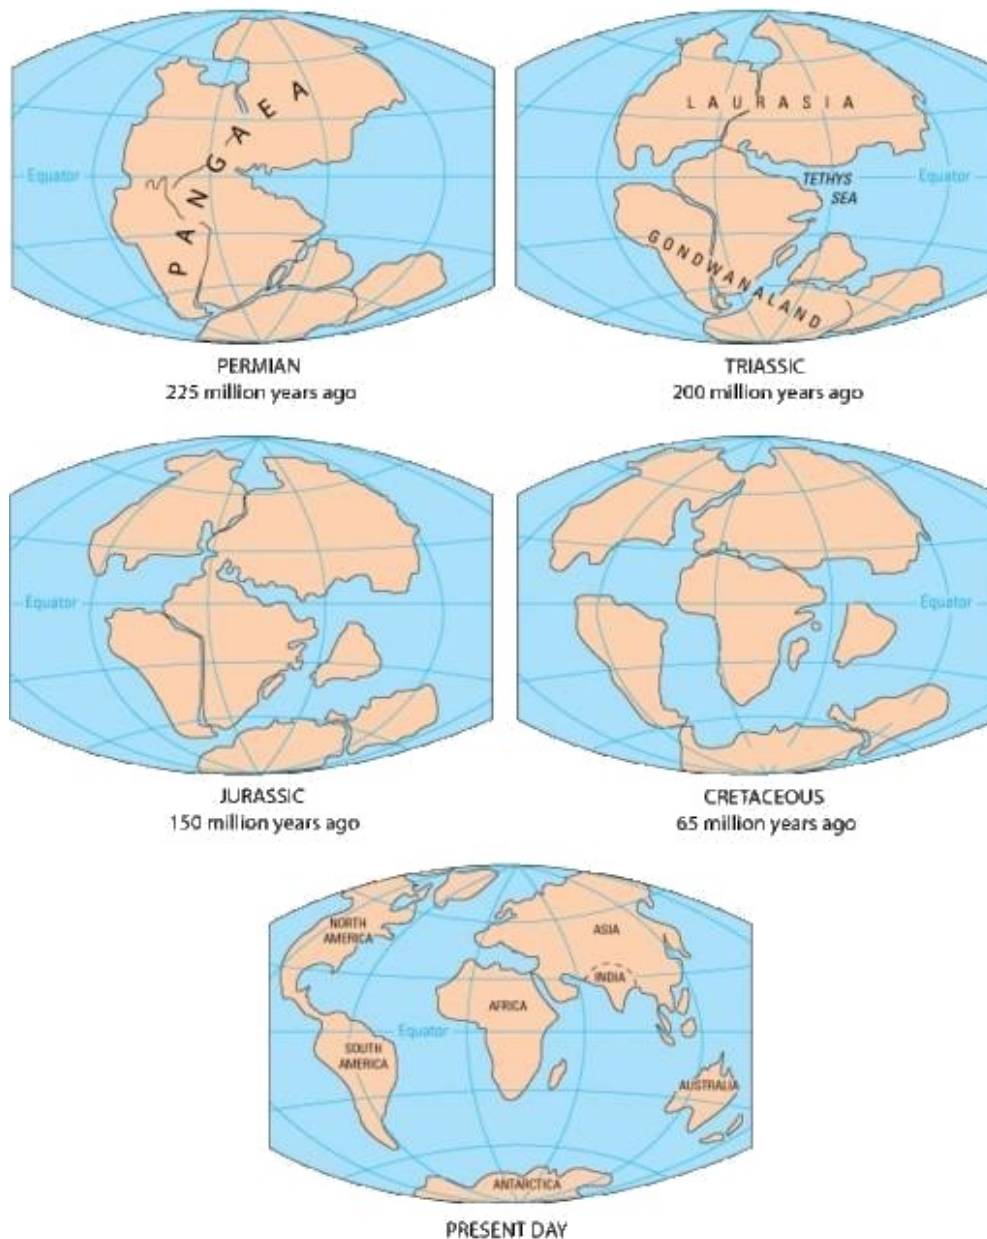 PANGAEA
Equator
PERMIAN
225 million years ago
LAURASIA
TETHYS
SEA
Equator
GONDWANALAND
TRIASSIC
200 million years ago
Equator
JURASSIC
150 million years ago
Equator
CRETACEOUS
65 million years ago
NORTH
AMERICA
ASIA
INDIA
AFRICA
Equator
SOUTH
AMERICA
AUSTRALIA
ANTARCTICA
PRESENT DAY